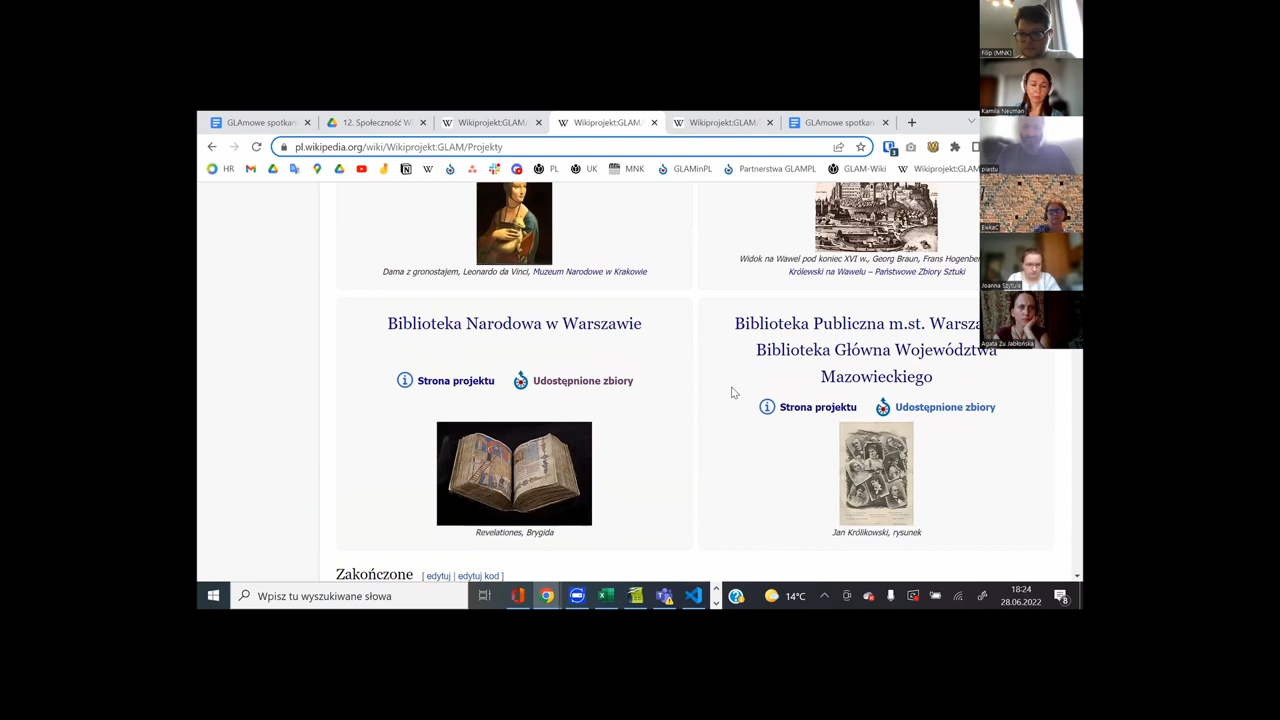 Filip (MNK)
Kamila Neuman
piastu
EwkaC
Joanna Szytuła
Agata Zu Jabłońska
GLAmowe spotkan
12.Społeczność Wi
Wikiprojekt:GLAM/
Wikiprojekt:GLAM/
Wikiprojekt:GLAM/
GLAmowe spotkan
pl.wikipedia.org/wiki/Wikiprojekt:GLAM/Projekty
HR
PL
UK
MNK
GLAMinPL
Partnerstwa GLAMPL
GLAM-Wiki
Wikiprojekt:GLAM
Dama z gronostajem, Leonardo da Vinci, Muzeum Narodowe w Krakowie
Widok na Wawel pod koniec XVI w., Georg Braun, Frans Hogenber
Królewski na Wawelu – Państwowe Zbiory Sztuki
Biblioteka Narodowa w Warszawie
Strona projektu
Udostępnione zbiory
Revelationes, Brygida
Biblioteka Publiczna m.st. Warsza
Biblioteka Główna Województwa
Mazowieckiego
Strona projektu
Udostępnione zbiory
Jan Królikowski, rysunek
Zakończone [ edytuj | edytuj kod ]
Wpisz tu wyszukiwane słowa
14°C
18:24
28.06.2022
8